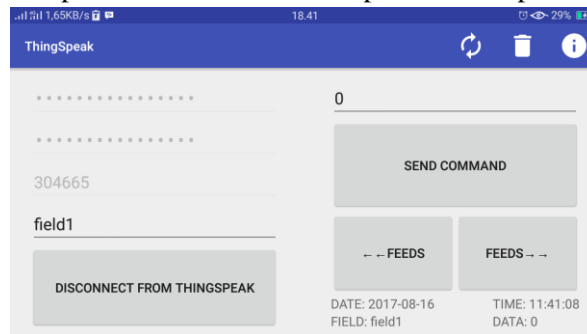 1,65KB/s 18.41 29%
ThingSpeak
................
................
304665
field1
DISCONNECT FROM THINGSPEAK
0
SEND COMMAND
←←FEEDS FEEDS→→
DATE: 2017-08-16 TIME: 11:41:08
FIELD: field1 DATA: 0